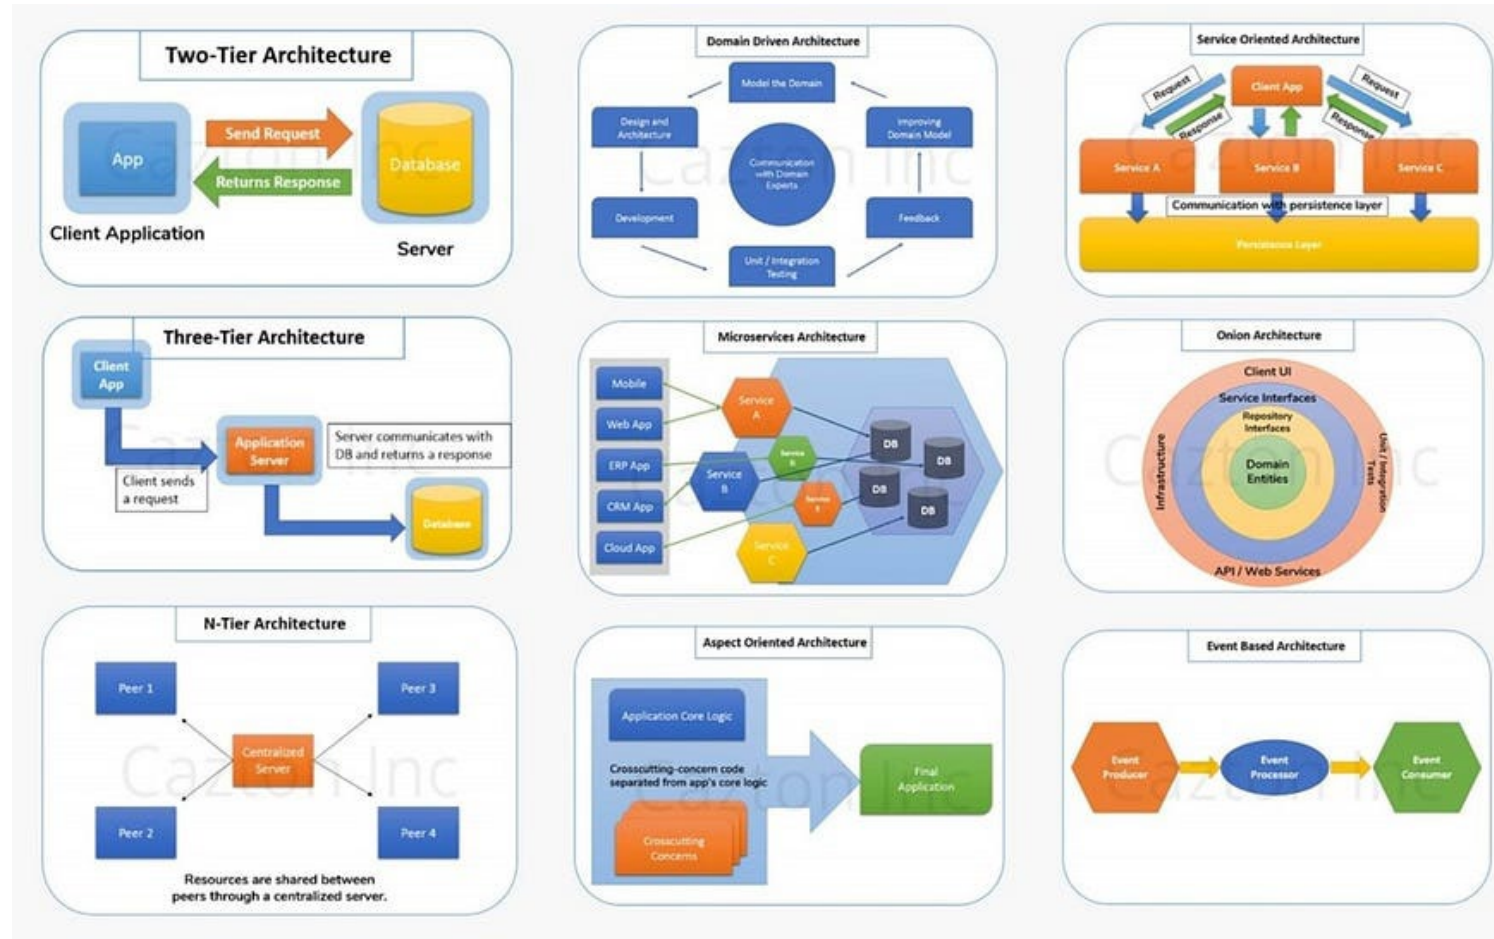 Two-Tier Architecture
App
Send Request
Returns Response
Database
Client Application
Server
Domain Driven Architecture
Model the Domain
Design and
Architecture
Improving
Domain Model
Communication
with Domain
Experts
Development
Feedback
Unit / Integration
Testing
Service Oriented Architecture
Client App
Request
Response
Request
Response
Service A
Service B
Service C
Communication with persistence layer
Persistence Layer
Three-Tier Architecture
Client
App
Application
Server
Server communicates with
DB and returns a response
Client sends
a request
Database
Microservices Architecture
Mobile
Web App
ERP App
CRM App
Cloud App
Service
A
Service
B
Service
Service
Service
C
DB
DB
DB
DB
Onion Architecture
Client UI
Service Interfaces
Repository
Interfaces
Domain
Entities
Infrastructure
Unit / Integration
Tests
API / Web Services
N-Tier Architecture
Peer 1
Peer 3
Centralized
Server
Peer 2
Peer 4
Resources are shared between
peers through a centralized server.
Aspect Oriented Architecture
Application Core Logic
Crosscutting-concern code
separated from app's core logic
Crosscutting
Concerns
Final
Application
Event Based Architecture
Event
Producer
Event
Processor
Event
Consumer
Cazton Inc